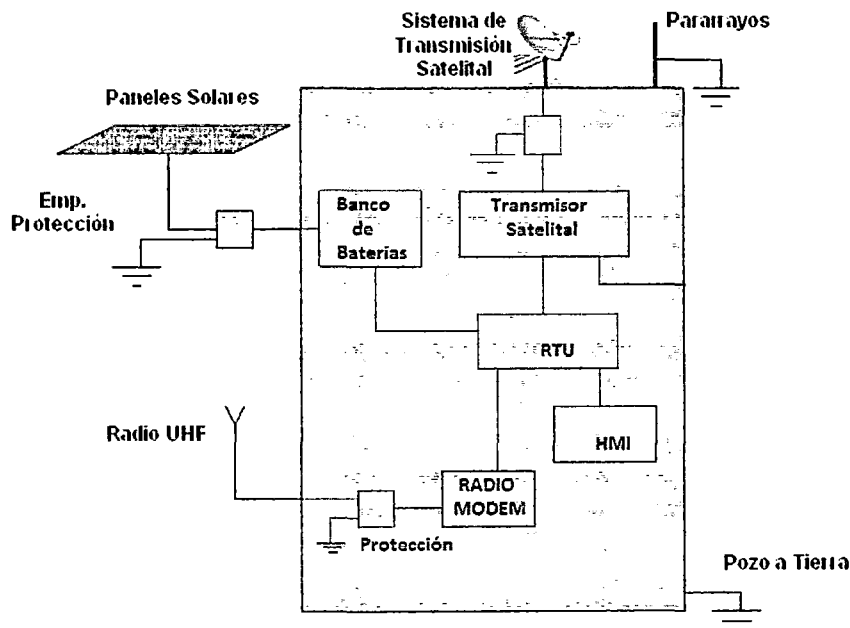 Sistema de
Transmisión
Satelital
Pararrayos
Paneles Solares
Emp.
Protección
Banco
de
Baterías
Transmisor
Satelital
RTU
HMI
Radio UHF
RADIO
MODEM
Protección
Pozo a Tierra